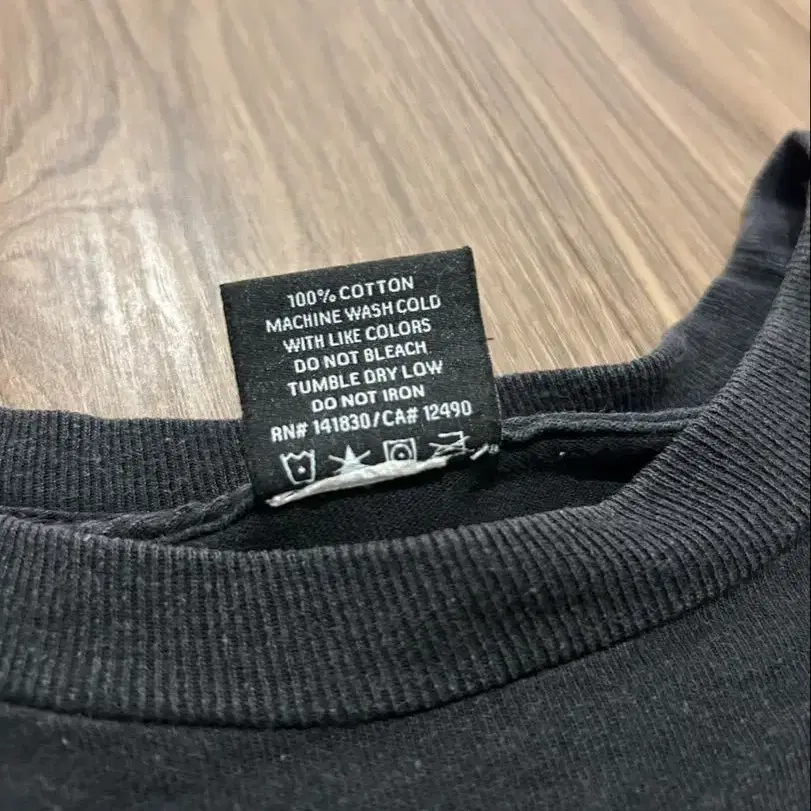 100% COTTON
MACHINE WASH COLD
WITH LIKE COLORS
DO NOT BLEACH
TUMBLE DRY LOW
DO NOT IRON
RN# 141830/CA# 12490